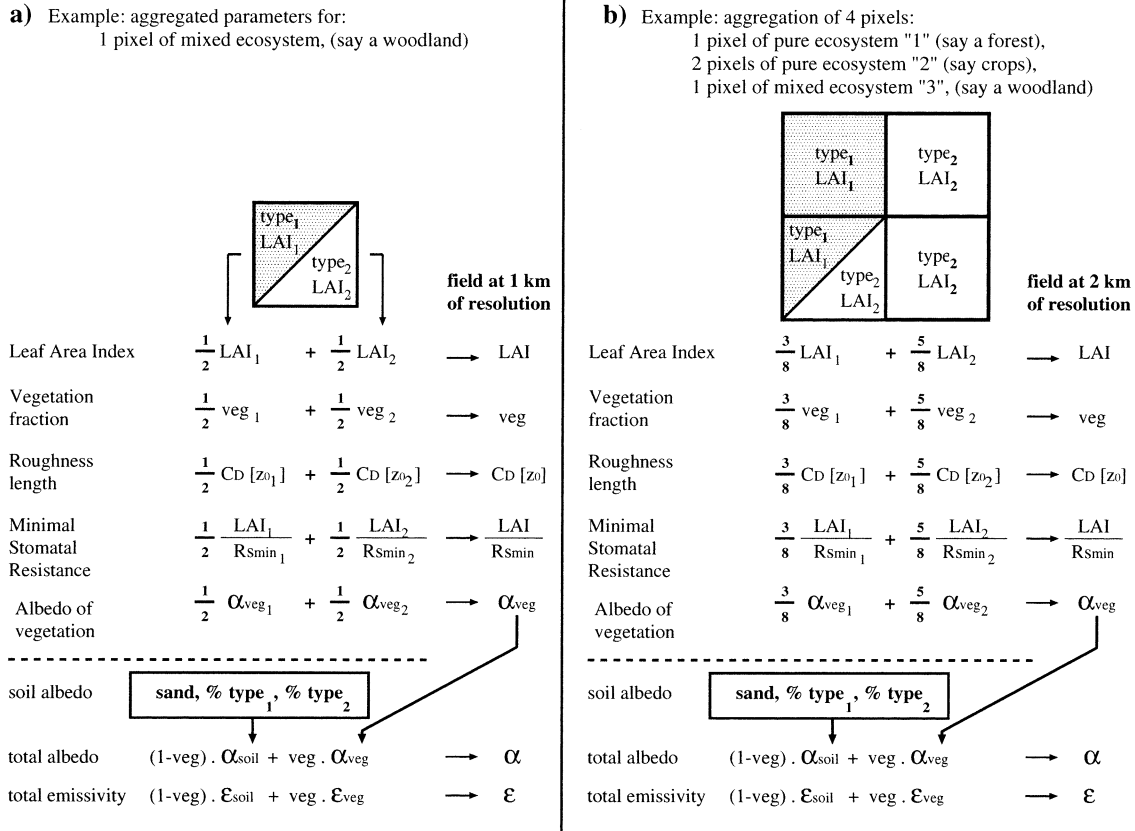 a) Example: aggregated parameters for:
1 pixel of mixed ecosystem, (say a woodland)
type1
LAI1
type2
LAI2
field at 1 km
of resolution
Leaf Area Index 1/2 LAI1 + 1/2 LAI2 → LAI
Vegetation
fraction 1/2 veg 1 + 1/2 veg 2 → veg
Roughness
length 1/2 CD [z01] + 1/2 CD [z02] → CD [z0]
Minimal
Stomatal
Resistance 1/2 LAI1/Rsmin1 + 1/2 LAI2/Rsmin2 → LAI/Rsmin
Albedo of
vegetation 1/2 αveg1 + 1/2 αveg2 → αveg
soil albedo sand, % type1, % type2
total albedo (1-veg) . αsoil + veg . αveg → α
total emissivity (1-veg) . εsoil + veg . εveg → ε
b) Example: aggregation of 4 pixels:
1 pixel of pure ecosystem "1" (say a forest),
2 pixels of pure ecosystem "2" (say crops),
1 pixel of mixed ecosystem "3", (say a woodland)
type1
LAI1
type2
LAI2
type1
LAI1
type2
LAI2
type2
LAI2
field at 2 km
of resolution
Leaf Area Index 3/8 LAI1 + 5/8 LAI2 → LAI
Vegetation
fraction 3/8 veg 1 + 5/8 veg 2 → veg
Roughness
length 3/8 CD [z01] + 5/8 CD [z02] → CD [z0]
Minimal
Stomatal
Resistance 3/8 LAI1/Rsmin1 + 5/8 LAI2/Rsmin2 → LAI/Rsmin
Albedo of
vegetation 3/8 αveg1 + 5/8 αveg2 → αveg
soil albedo sand, % type1, % type2
total albedo (1-veg) . αsoil + veg . αveg → α
total emissivity (1-veg) . εsoil + veg . εveg → ε